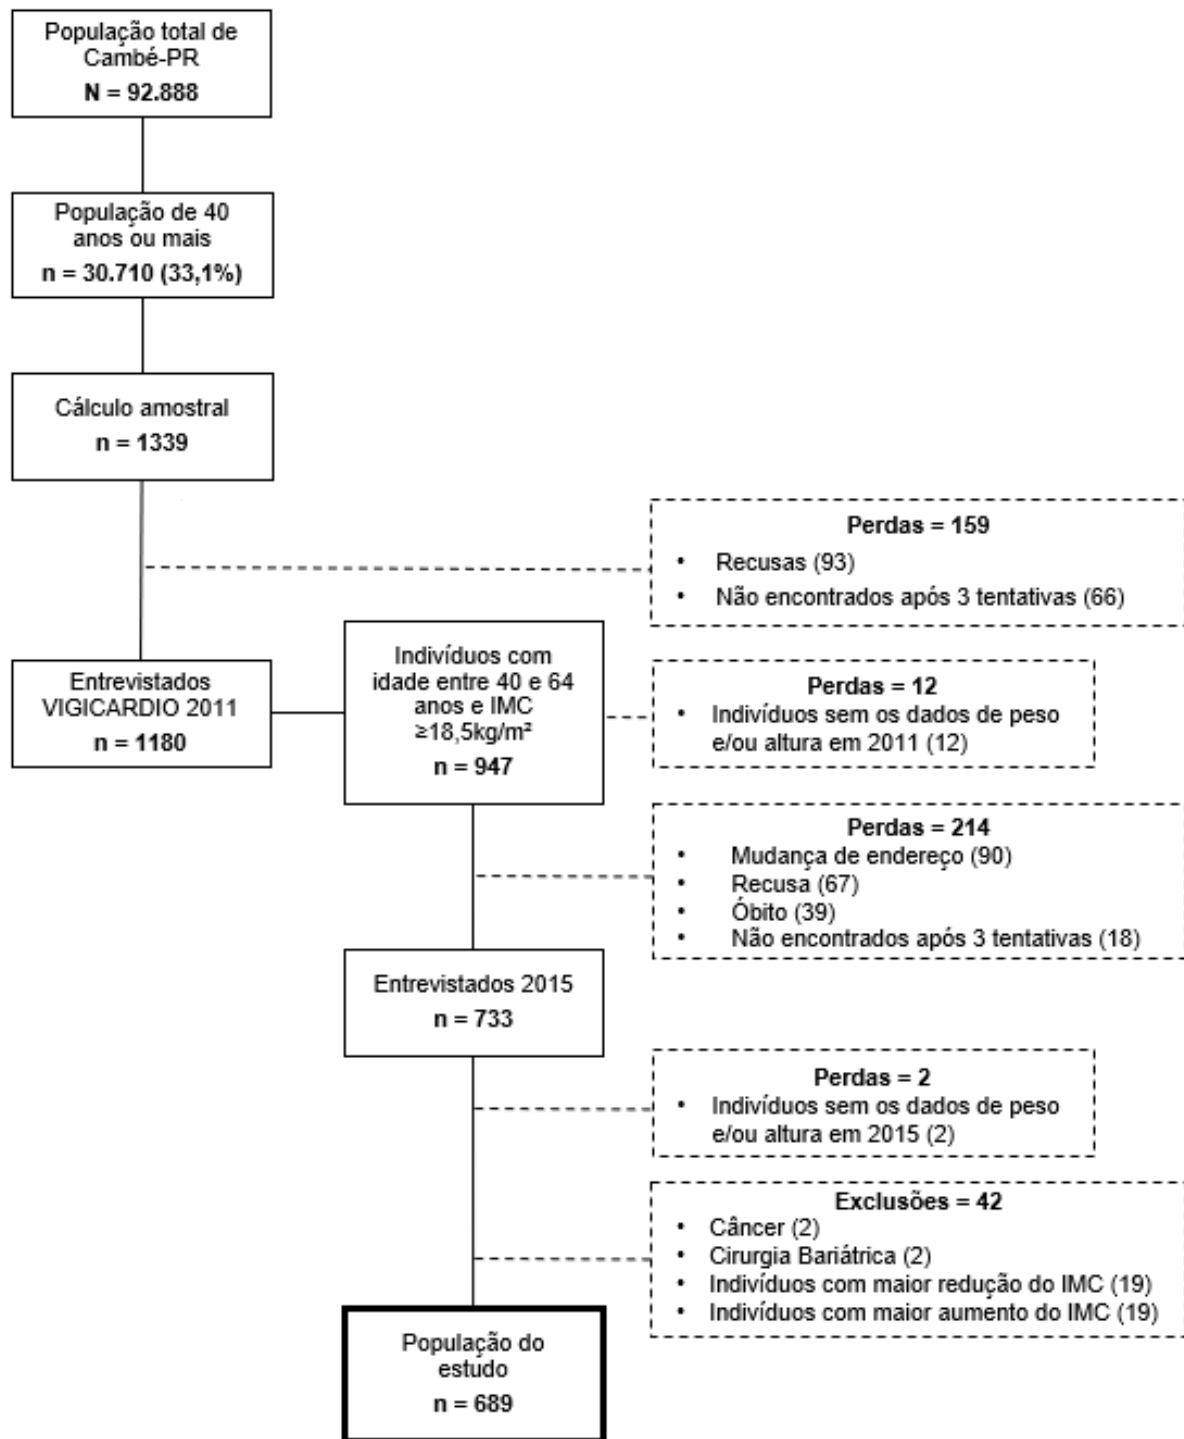 População total de
Cambé-PR
N = 92.888
População de 40
anos ou mais
n = 30.710 (33,1%)
Cálculo amostral
n = 1339
Perdas = 159
• Recusas (93)
• Não encontrados após 3 tentativas (66)
Entrevistados
VIGICARDIO 2011
n = 1180
Indivíduos com
idade entre 40 e 64
anos e IMC
≥18,5kg/m²
n = 947
Perdas = 12
• Indivíduos sem os dados de peso
e/ou altura em 2011 (12)
Perdas = 214
• Mudança de endereço (90)
• Recusa (67)
• Óbito (39)
• Não encontrados após 3 tentativas (18)
Entrevistados 2015
n = 733
Perdas = 2
• Indivíduos sem os dados de peso
e/ou altura em 2015 (2)
Exclusões = 42
• Câncer (2)
• Cirurgia Bariátrica (2)
• Indivíduos com maior redução do IMC (19)
• Indivíduos com maior aumento do IMC (19)
População do
estudo
n = 689